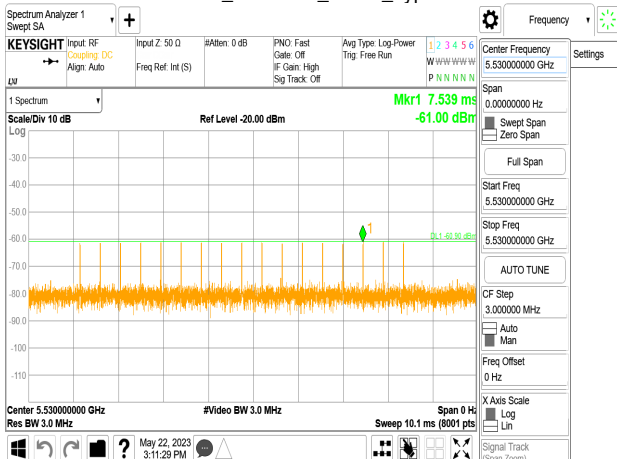 Spectrum Analyzer 1
Swept SA
+
Frequency
KEYSIGHT
Input: RF
Coupling: DC
Align: Auto
Input Z: 50 Ω
Freq Ref: Int (S)
#Atten: 0 dB
PNO: Fast
Gate: Off
IF Gain: High
Sig Track: Off
Avg Type: Log-Power
Trig: Free Run
1 2 3 4 5 6
W W W W W W
P N N N N N
LXI
Center Frequency
5.530000000 GHz
Settings
Span
0.00000000 Hz
Swept Span
Zero Span
Full Span
Start Freq
5.530000000 GHz
Stop Freq
5.530000000 GHz
AUTO TUNE
CF Step
3.000000 MHz
Auto
Man
Freq Offset
0 Hz
X Axis Scale
Log
Lin
Signal Track
(Span Zoom)
1 Spectrum
Scale/Div 10 dB
Ref Level -20.00 dBm
Mkr1 7.539 ms
-61.00 dBm
Log
-30.0
-40.0
-50.0
-60.0
-70.0
-80.0
-90.0
-100
-110
1
DL1 -60.90 dBm
Center 5.530000000 GHz
#Video BW 3.0 MHz
Span 0 Hz
Res BW 3.0 MHz
Sweep 10.1 ms (8001 pts
?
May 22, 2023
3:11:29 PM